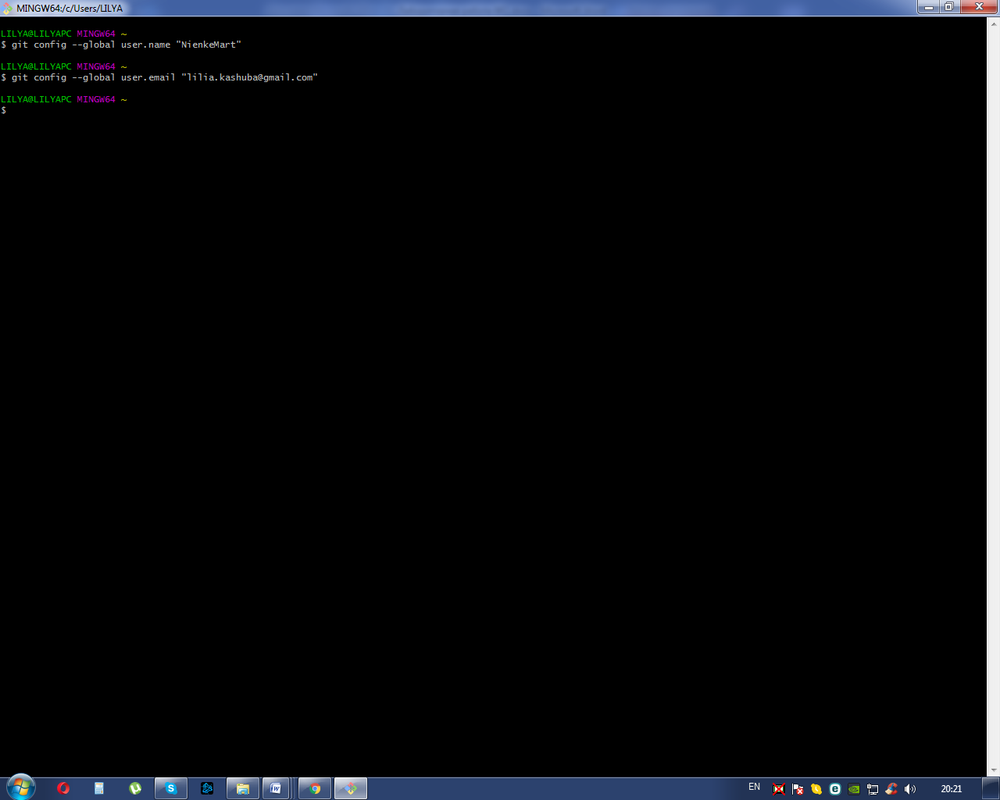 MINGW64:/c/Users/LILYA
LILYA@LILYAPC MINGW64 ~
$ git config --global user.name "NienkeMart"
LILYA@LILYAPC MINGW64 ~
$ git config --global user.email "lilia.kashuba@gmail.com"
LILYA@LILYAPC MINGW64 ~
$
EN
20:21